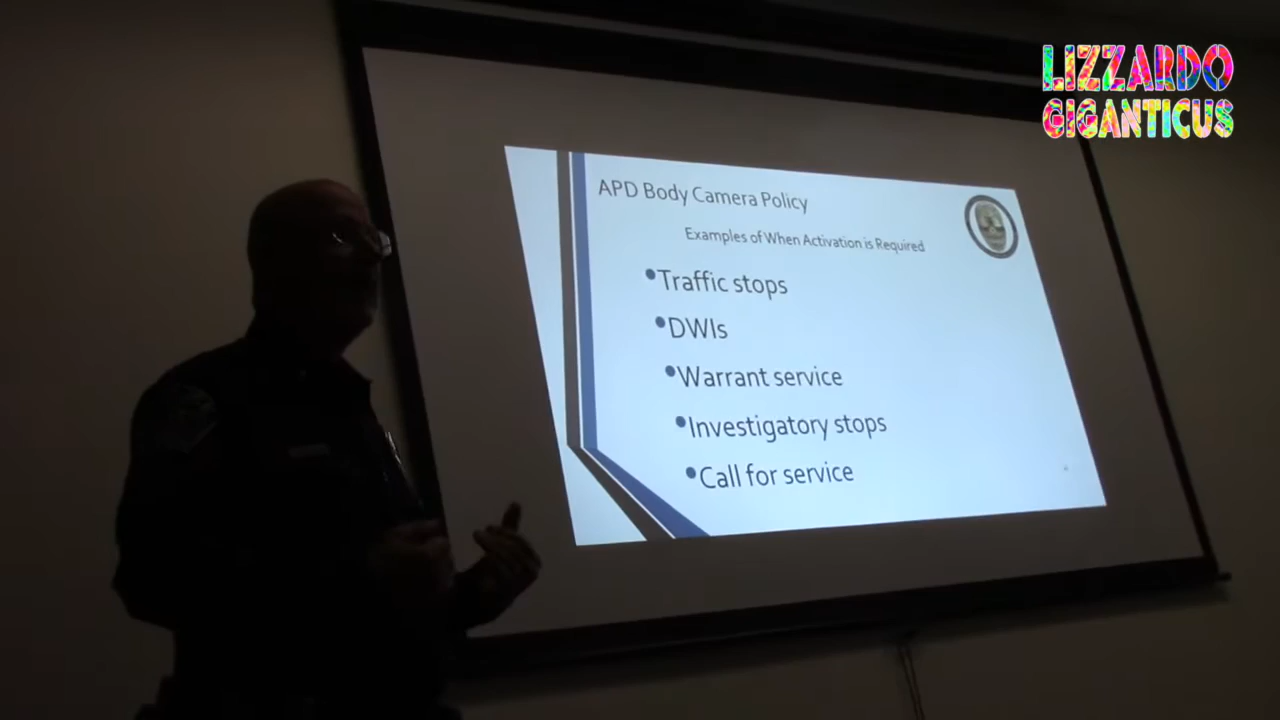 LIZZARDO
GIGANTICUS
APD Body Camera Policy
Examples of When Activation is Required
•Traffic stops
•DWIs
•Warrant service
•Investigatory stops
•Call for service